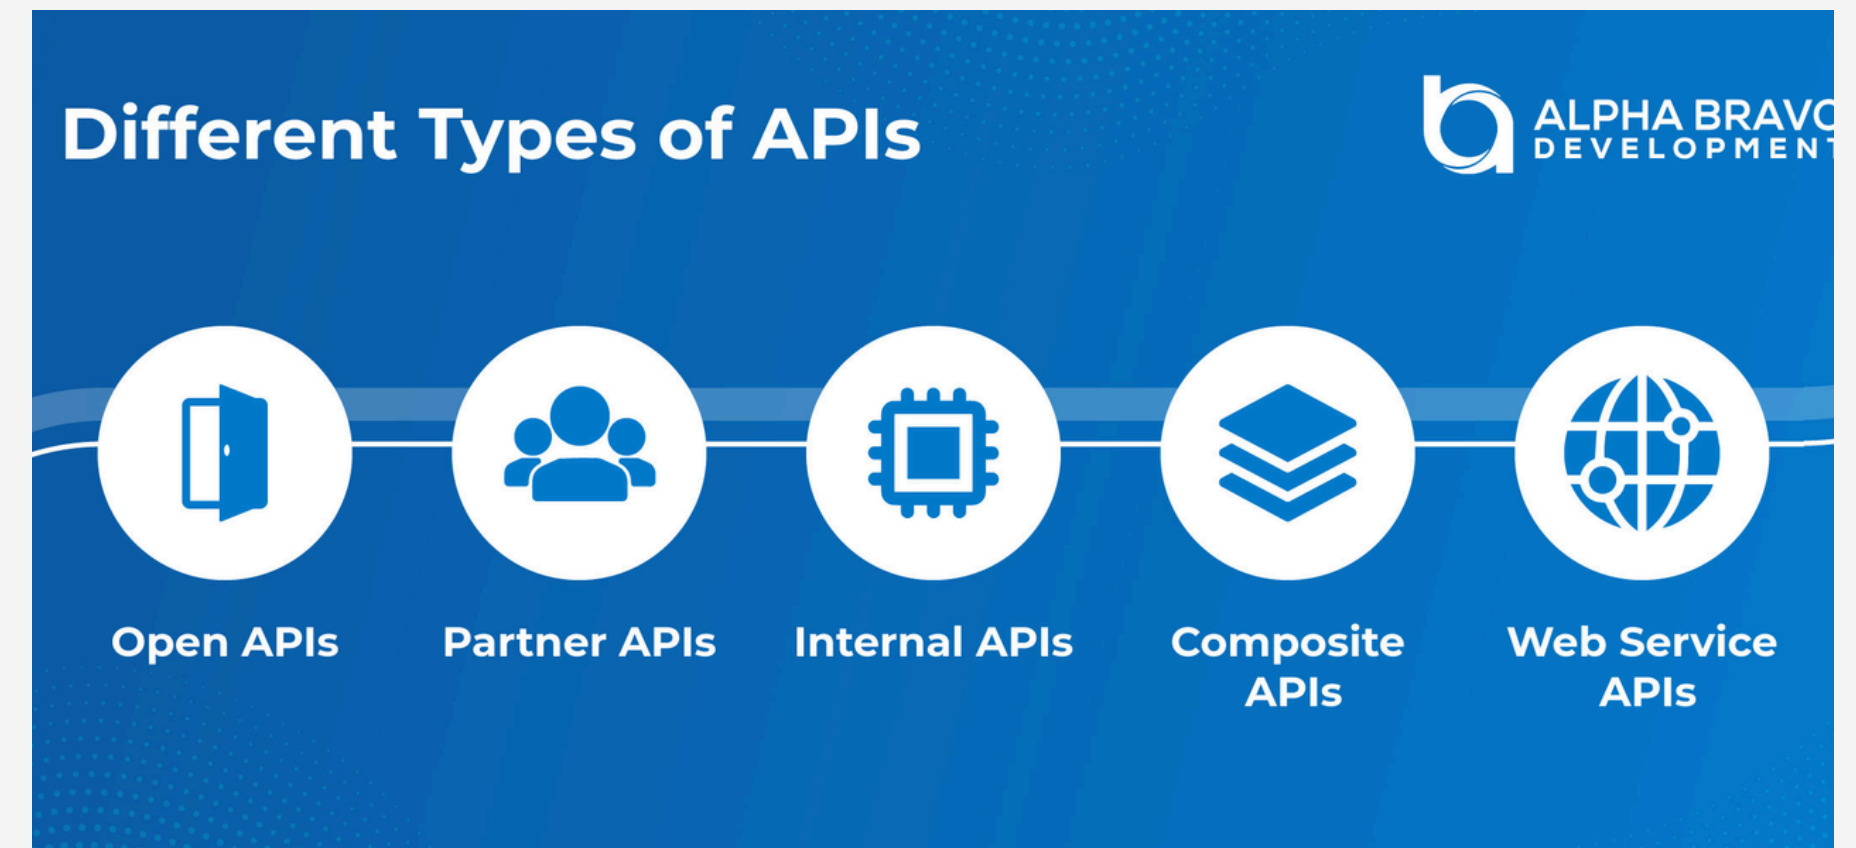 Different Types of APIs
ALPHA BRAVO
DEVELOPMENT
Open APIs
Partner APIs
Internal APIs
Composite
APIs
Web Service
APIs